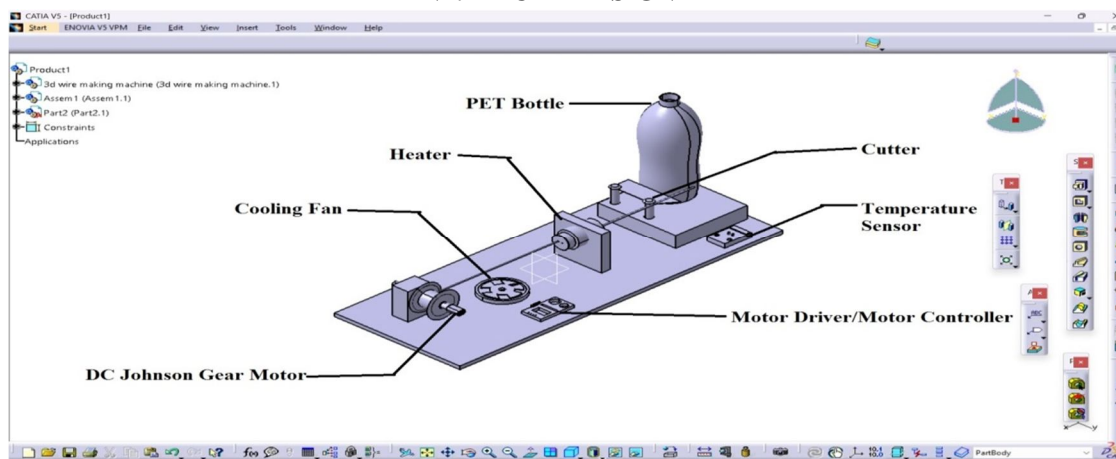 CATIA V5 - [Product1]
Start ENOVIA V5 VPM File Edit View Insert Tools Window Help
Product1
3d wire making machine (3d wire making machine.1)
Assem1 (Assem1.1)
Part2 (Part2.1)
Constraints
Applications
PET Bottle
Heater
Cutter
Cooling Fan
Temperature
Sensor
Motor Driver/Motor Controller
DC Johnson Gear Motor
PartBody